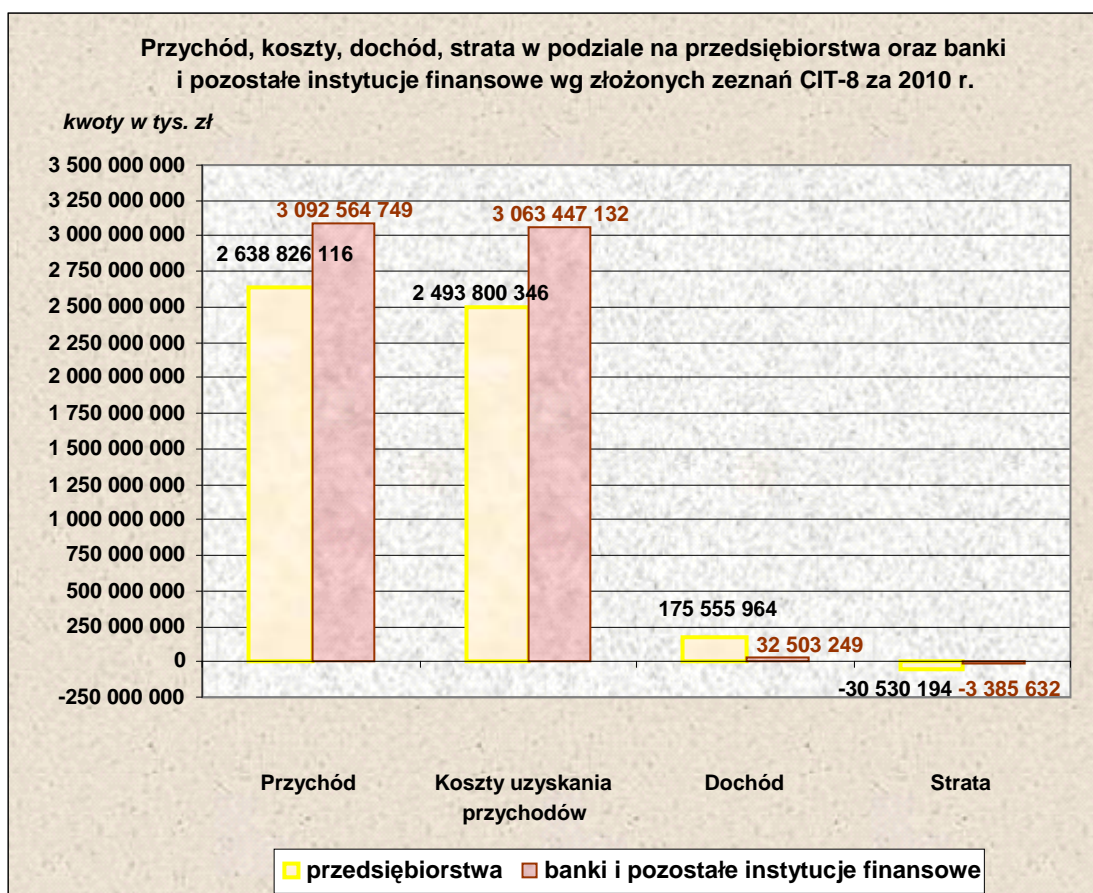 Przychód, koszty, dochód, strata w podziale na przedsiębiorstwa oraz banki
i pozostałe instytucje finansowe wg złożonych zeznań CIT-8 za 2010 r.
kwoty w tys. zł
3 500 000 000
3 250 000 000
3 000 000 000
2 750 000 000
2 500 000 000
2 250 000 000
2 000 000 000
1 750 000 000
1 500 000 000
1 250 000 000
1 000 000 000
750 000 000
500 000 000
250 000 000
0
-250 000 000
2 638 826 116
3 092 564 749
2 493 800 346
3 063 447 132
175 555 964
32 503 249
-30 530 194
-3 385 632
Przychód
Koszty uzyskania
przychodów
Dochód
Strata
przedsiębiorstwa
banki i pozostałe instytucje finansowe